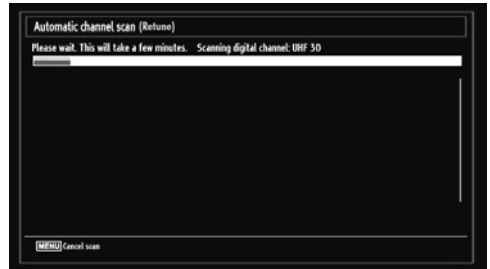 Automatic channel scan (Retune)
Please wait. This will take a few minutes. Scanning digital channel: UHF 30
MENU Cancel scan